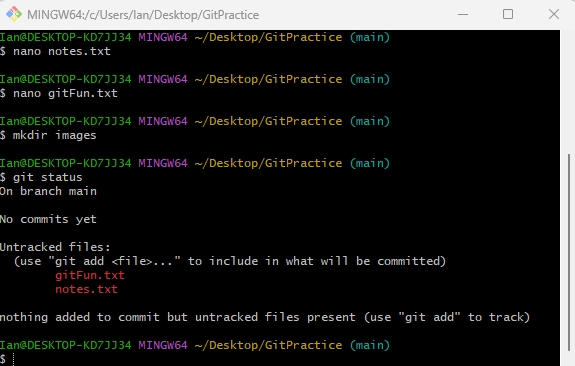 MINGW64:/c/Users/Ian/Desktop/GitPractice
Ian@DESKTOP-KD7JJ34 MINGW64 ~/Desktop/GitPractice (main)
$ nano notes.txt
Ian@DESKTOP-KD7JJ34 MINGW64 ~/Desktop/GitPractice (main)
$ nano gitFun.txt
Ian@DESKTOP-KD7JJ34 MINGW64 ~/Desktop/GitPractice (main)
$ mkdir images
Ian@DESKTOP-KD7JJ34 MINGW64 ~/Desktop/GitPractice (main)
$ git status
On branch main
No commits yet
Untracked files:
  (use "git add <file>..." to include in what will be committed)
        gitFun.txt
        notes.txt
nothing added to commit but untracked files present (use "git add" to track)
Ian@DESKTOP-KD7JJ34 MINGW64 ~/Desktop/GitPractice (main)
$